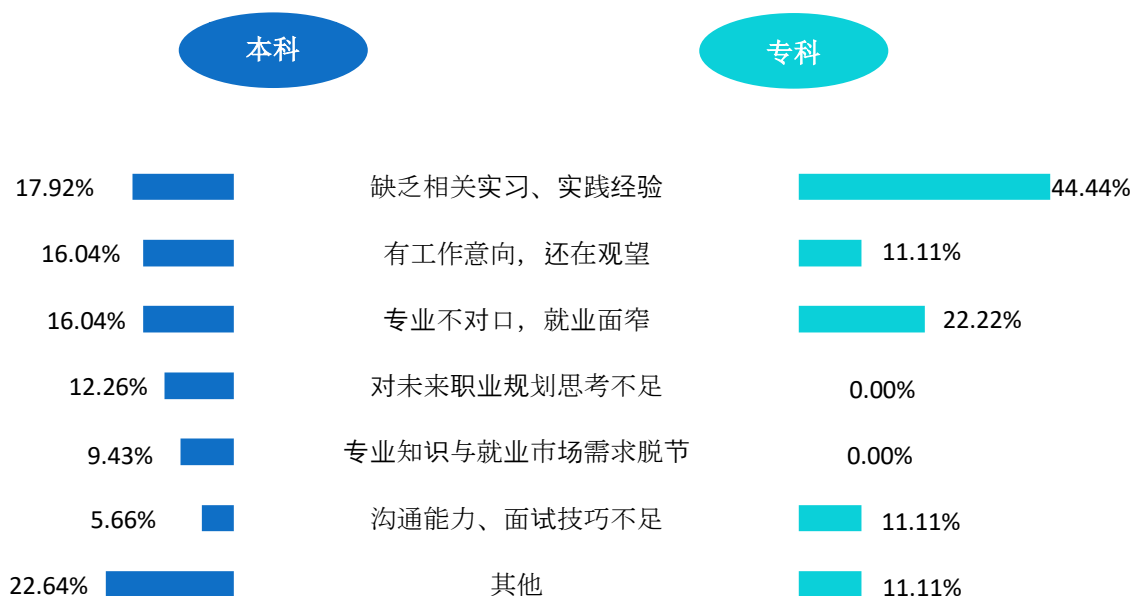 本科 专科
17.92% 缺乏相关实习、实践经验 44.44%
16.04% 有工作意向，还在观望 11.11%
16.04% 专业不对口，就业面窄 22.22%
12.26% 对未来职业规划思考不足 0.00%
9.43% 专业知识与就业市场需求脱节 0.00%
5.66% 沟通能力、面试技巧不足 11.11%
22.64% 其他 11.11%